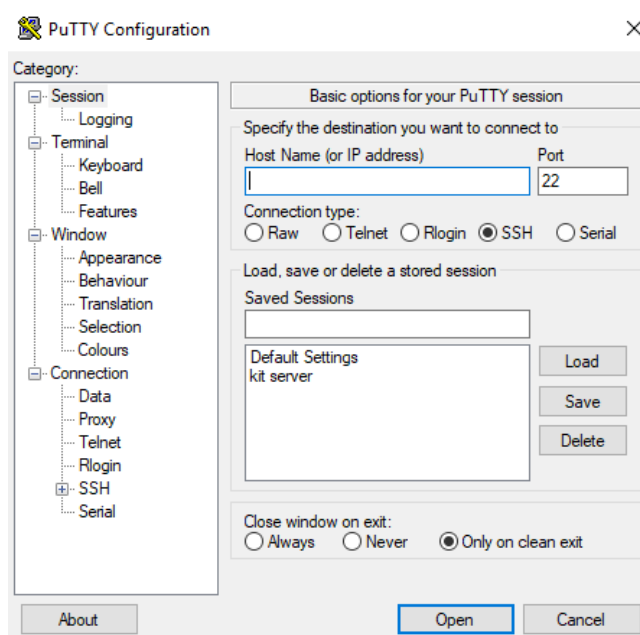 PuTTY Configuration
Category:
Session
Logging
Terminal
Keyboard
Bell
Features
Window
Appearance
Behaviour
Translation
Selection
Colours
Connection
Data
Proxy
Telnet
Rlogin
SSH
Serial
Basic options for your PuTTY session
Specify the destination you want to connect to
Host Name (or IP address) Port
22
Connection type:
Raw Telnet Rlogin SSH Serial
Load, save or delete a stored session
Saved Sessions
Default Settings
kit server
Load
Save
Delete
Close window on exit:
Always Never Only on clean exit
About Open Cancel